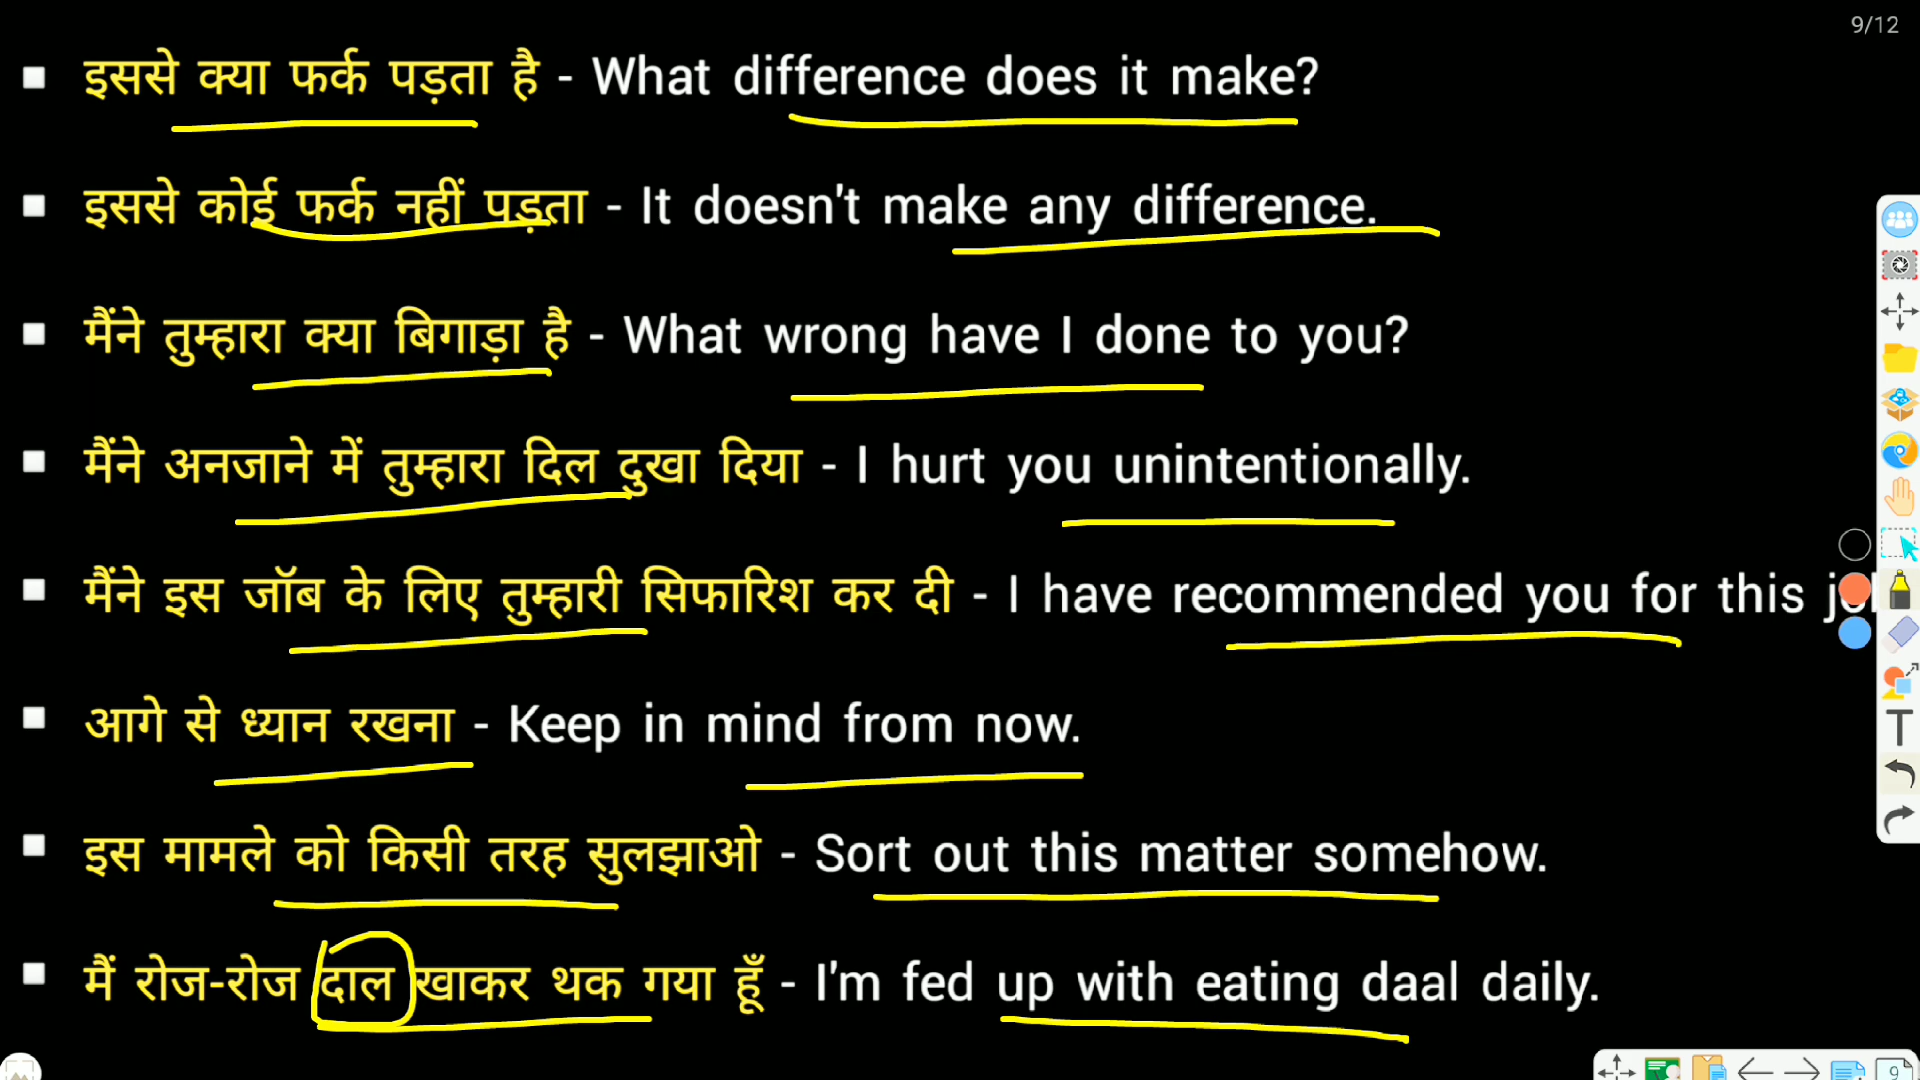 9/12
इससे क्या फर्क पड़ता है - What difference does it make?
इससे कोई फर्क नहीं पड़ता - It doesn't make any difference.
मैंने तुम्हारा क्या बिगाड़ा है - What wrong have I done to you?
मैंने अनजाने में तुम्हारा दिल दुखा दिया - I hurt you unintentionally.
मैंने इस जॉब के लिए तुम्हारी सिफारिश कर दी - I have recommended you for this
आगे से ध्यान रखना - Keep in mind from now.
इस मामले को किसी तरह सुलझाओ - Sort out this matter somehow.
मैं रोज-रोज दाल खाकर थक गया हूँ - I'm fed up with eating daal daily.
T
9